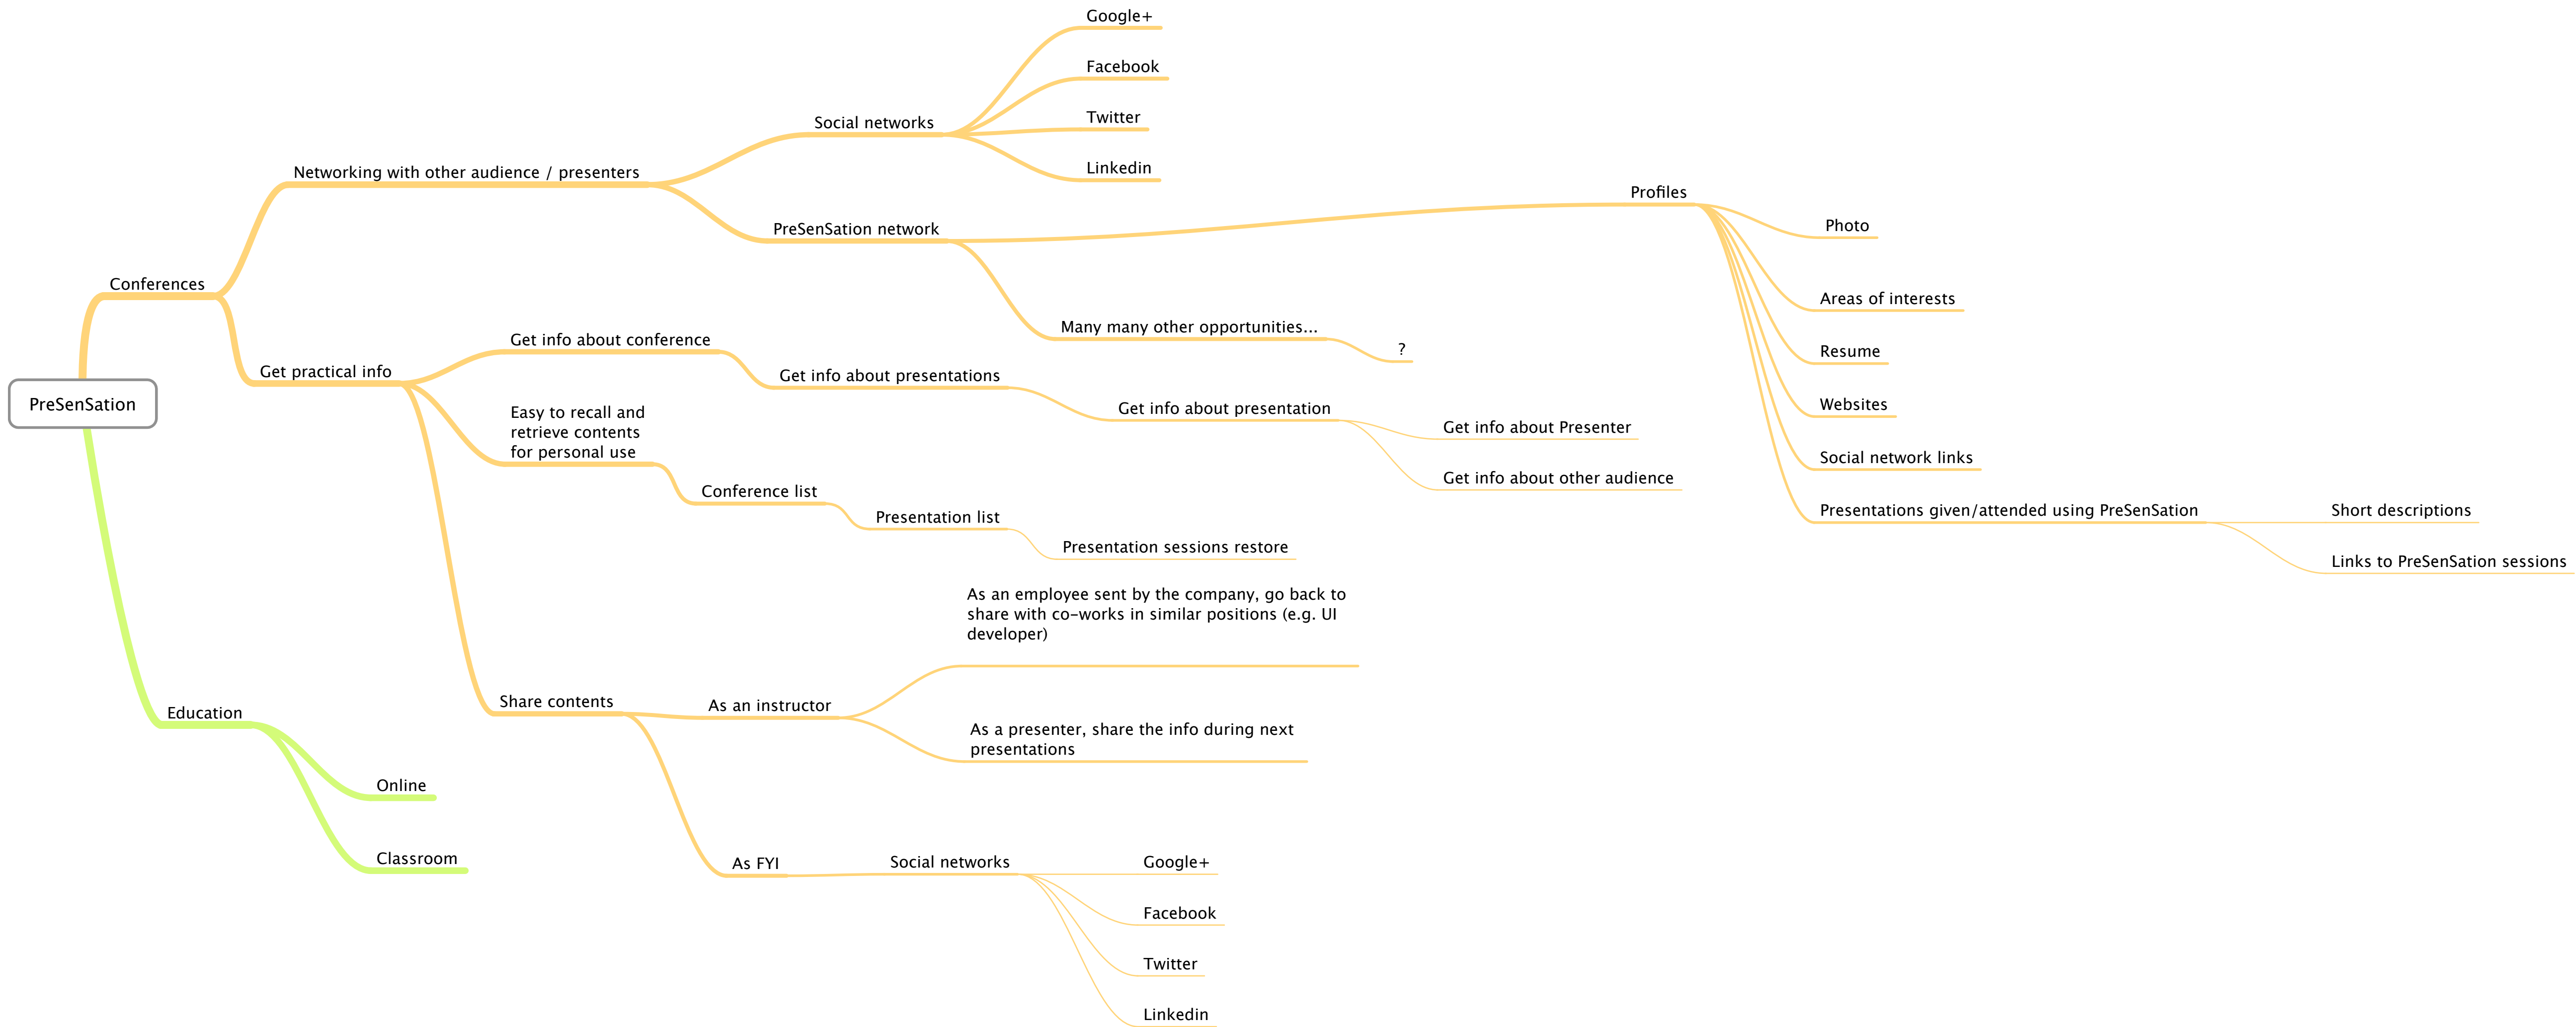 Google+
Facebook
Twitter
Linkedin
Social networks
Networking with other audience / presenters
PreSenSation network
Profiles
Photo
Areas of interests
Resume
Websites
Social network links
Presentations given/attended using PreSenSation
Short descriptions
Links to PreSenSation sessions
Many many other opportunities...
?
Conferences
Get practical info
Get info about conference
Get info about presentations
Get info about presentation
Get info about Presenter
Get info about other audience
PreSenSation
Easy to recall and
retrieve contents
for personal use
Conference list
Presentation list
Presentation sessions restore
As an employee sent by the company, go back to
share with co-works in similar positions (e.g. UI
developer)
Share contents
As an instructor
As a presenter, share the info during next
presentations
Education
Online
Classroom
As FYI
Social networks
Google+
Facebook
Twitter
Linkedin